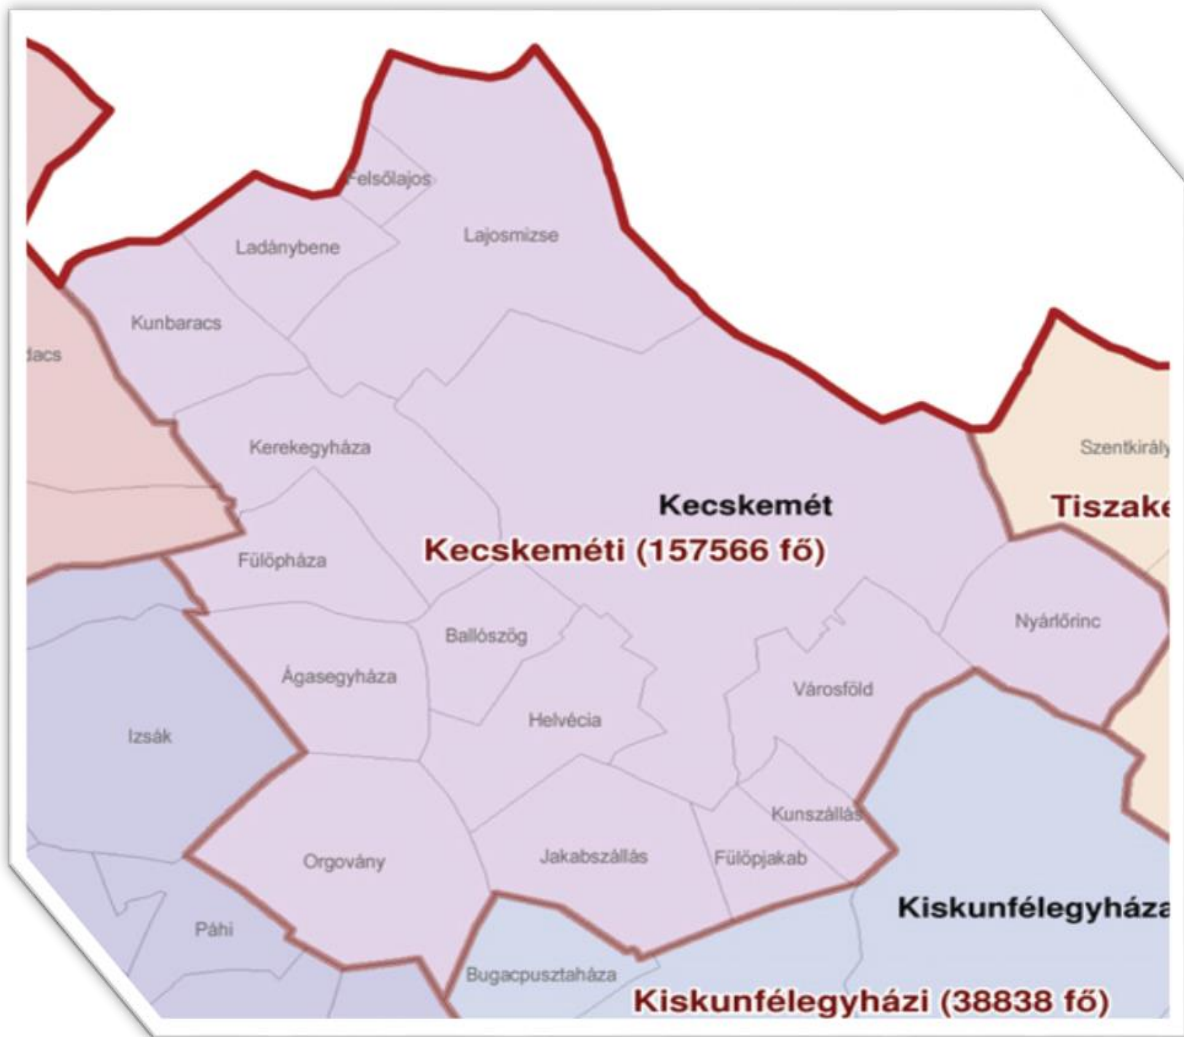 Felsőlajos
Lajosmizse
Ladánybene
Kunbaracs
dacs
Kerekegyháza
Szentkirály
Kecskemét
Tiszaké
Kecskeméti (157566 fő)
Fülöpháza
Nyárlőrinc
Ballószög
Ágasegyháza
Városföld
Helvécia
Izsák
Kunszállás
Jakabszállás
Fülöpjakab
Orgovány
Kiskunfélegyháza
Páhi
Bugacpusztaháza
Kiskunfélegyházi (38838 fő)